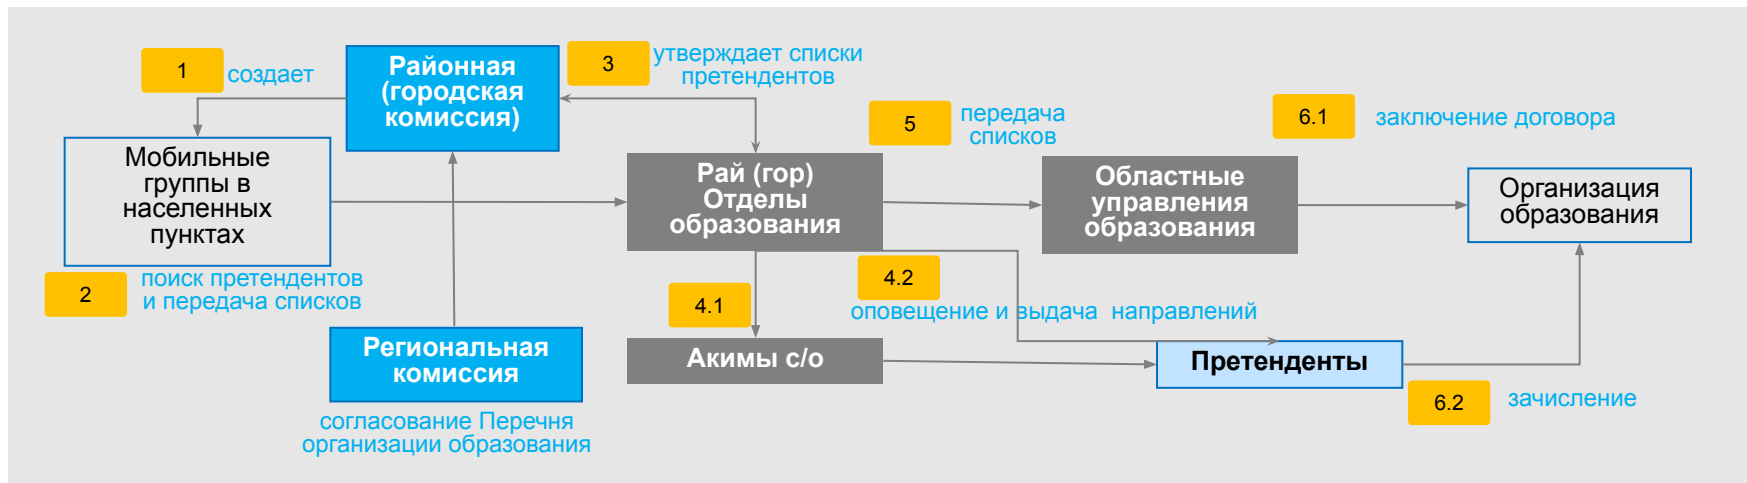 1
создает
Районная
(городская
комиссия)
3
утверждает списки
претендентов
5
передача
списков
6.1
заключение договора
Мобильные
группы в
населенных
пунктах
Рай (гор)
Отделы
образования
Областные
управления
образования
Организация
образования
2
поиск претендентов
и передача списков
4.1
4.2
оповещение и выдача направлений
Региональная
комиссия
Акимы с/о
Претенденты
6.2
зачисление
согласование Перечня
организации образования